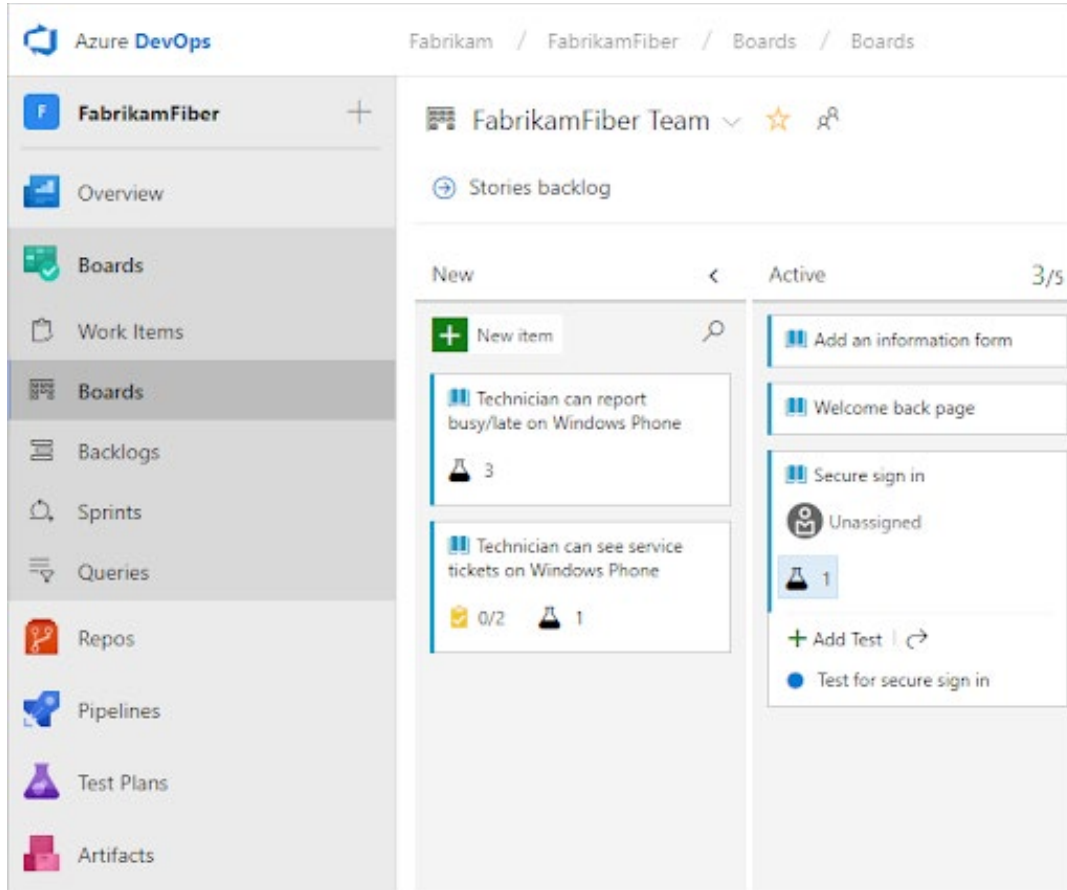 Azure DevOps
Fabrikam / FabrikamFiber / Boards / Boards
F FabrikamFiber
Overview
Boards
Work Items
Boards
Backlogs
Sprints
Queries
Repos
Pipelines
Test Plans
Artifacts
FabrikamFiber Team
Stories backlog
New
New item
Technician can report
busy/late on Windows Phone
3
Technician can see service
tickets on Windows Phone
0/2 1
Active 3/5
Add an information form
Welcome back page
Secure sign in
Unassigned
1
Add Test
Test for secure sign in